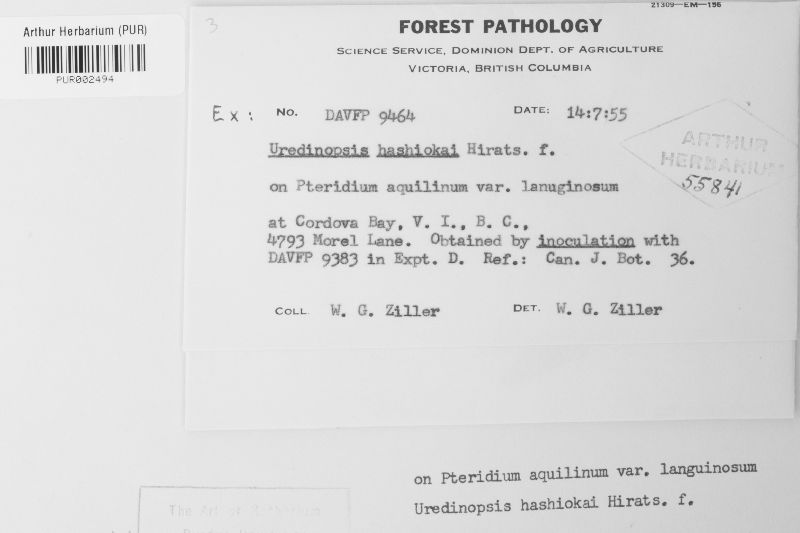 Arthur Herbarium (PUR)
PUR002494
3
21309—EM—156
FOREST PATHOLOGY
SCIENCE SERVICE, DOMINION DEPT. OF AGRICULTURE
VICTORIA, BRITISH COLUMBIA
Ex: NO. DAVFP 9464 DATE: 14:7:55
ARTHUR
HERBARIUM
55841
Uredinopsis hashiokai Hirats. f.
on Pteridium aquilinum var. lanuginosum
at Cordova Bay, V. I., B. C.,
4793 Morel Lane. Obtained by inoculation with
DAVFP 9383 in Expt. D. Ref.: Can. J. Bot. 36.
COLL. W. G. Ziller DET. W. G. Ziller
on Pteridium aquilinum var. languinosum
Uredinopsis hashiokai Hirats. f.
The Art